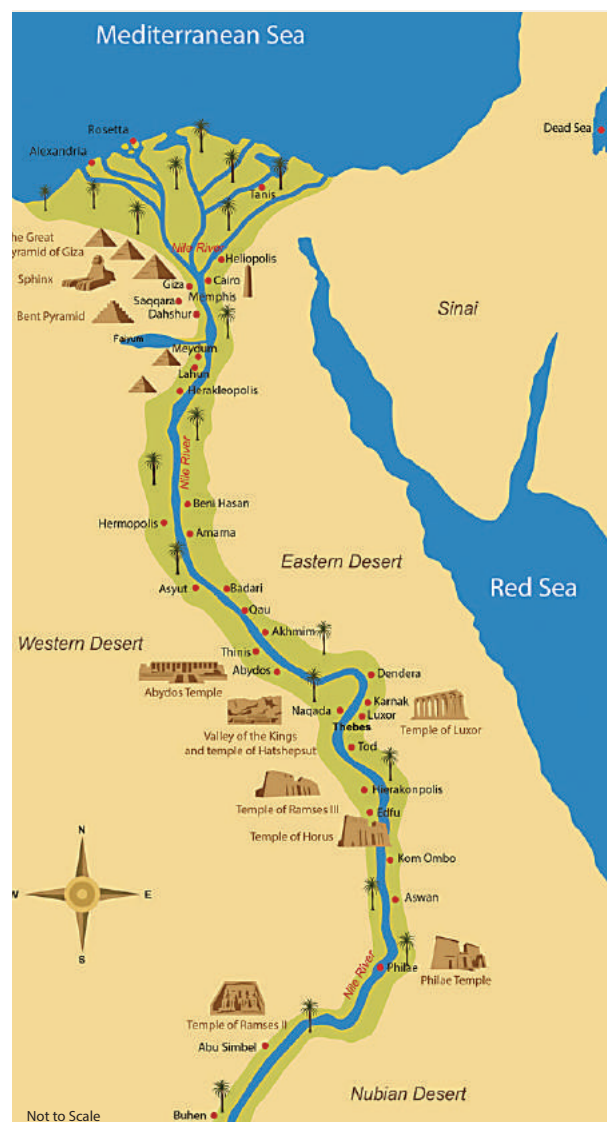 Mediterranean Sea
Rosetta
Dead Sea
Alexandria
Tanis
The Great
Pyramid of Giza
Nile River
Heliopolis
Sphinx
Giza
Cairo
Memphis
Saqqara
Bent Pyramid
Dahshur
Sinai
Faiyum
Meydum
Lahun
Herakleopolis
Nile River
Beni Hasan
Hermopolis
Amarna
Eastern Desert
Red Sea
Asyut
Badari
Qau
Akhmim
Western Desert
Thinis
Abydos
Dendera
Abydos Temple
Karnak
Naqada
Luxor
Thebes
Temple of Luxor
Valley of the Kings
and temple of Hatshepsut
Tod
Hierakonpolis
Temple of Ramses III
Edfu
Temple of Horus
N
W
E
S
Kom Ombo
Aswan
Philae
Nile River
Philae Temple
Temple of Ramses II
Abu Simbel
Nubian Desert
Buhen
Not to Scale